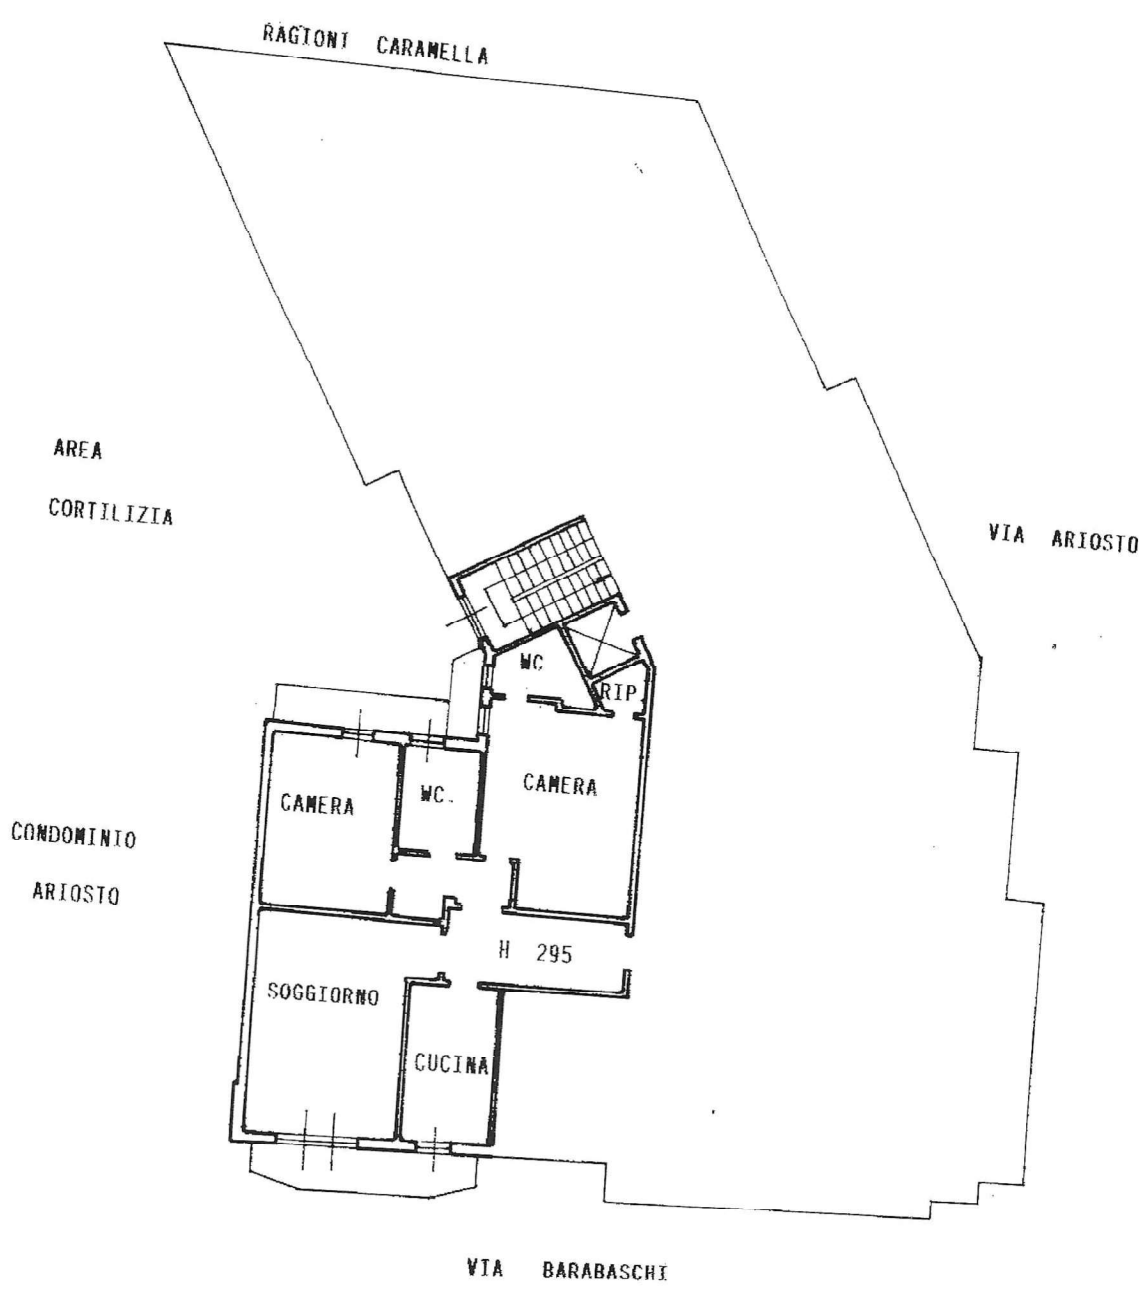 RAGIONI CARAMELLA
AREA
CORTILIZIA
VIA ARIOSTO
WC
RIP
CAMERA
WC.
CAMERA
CONDOMINIO
ARIOSTO
H 295
SOGGIORNO
CUCINA
VIA BARABASCHI